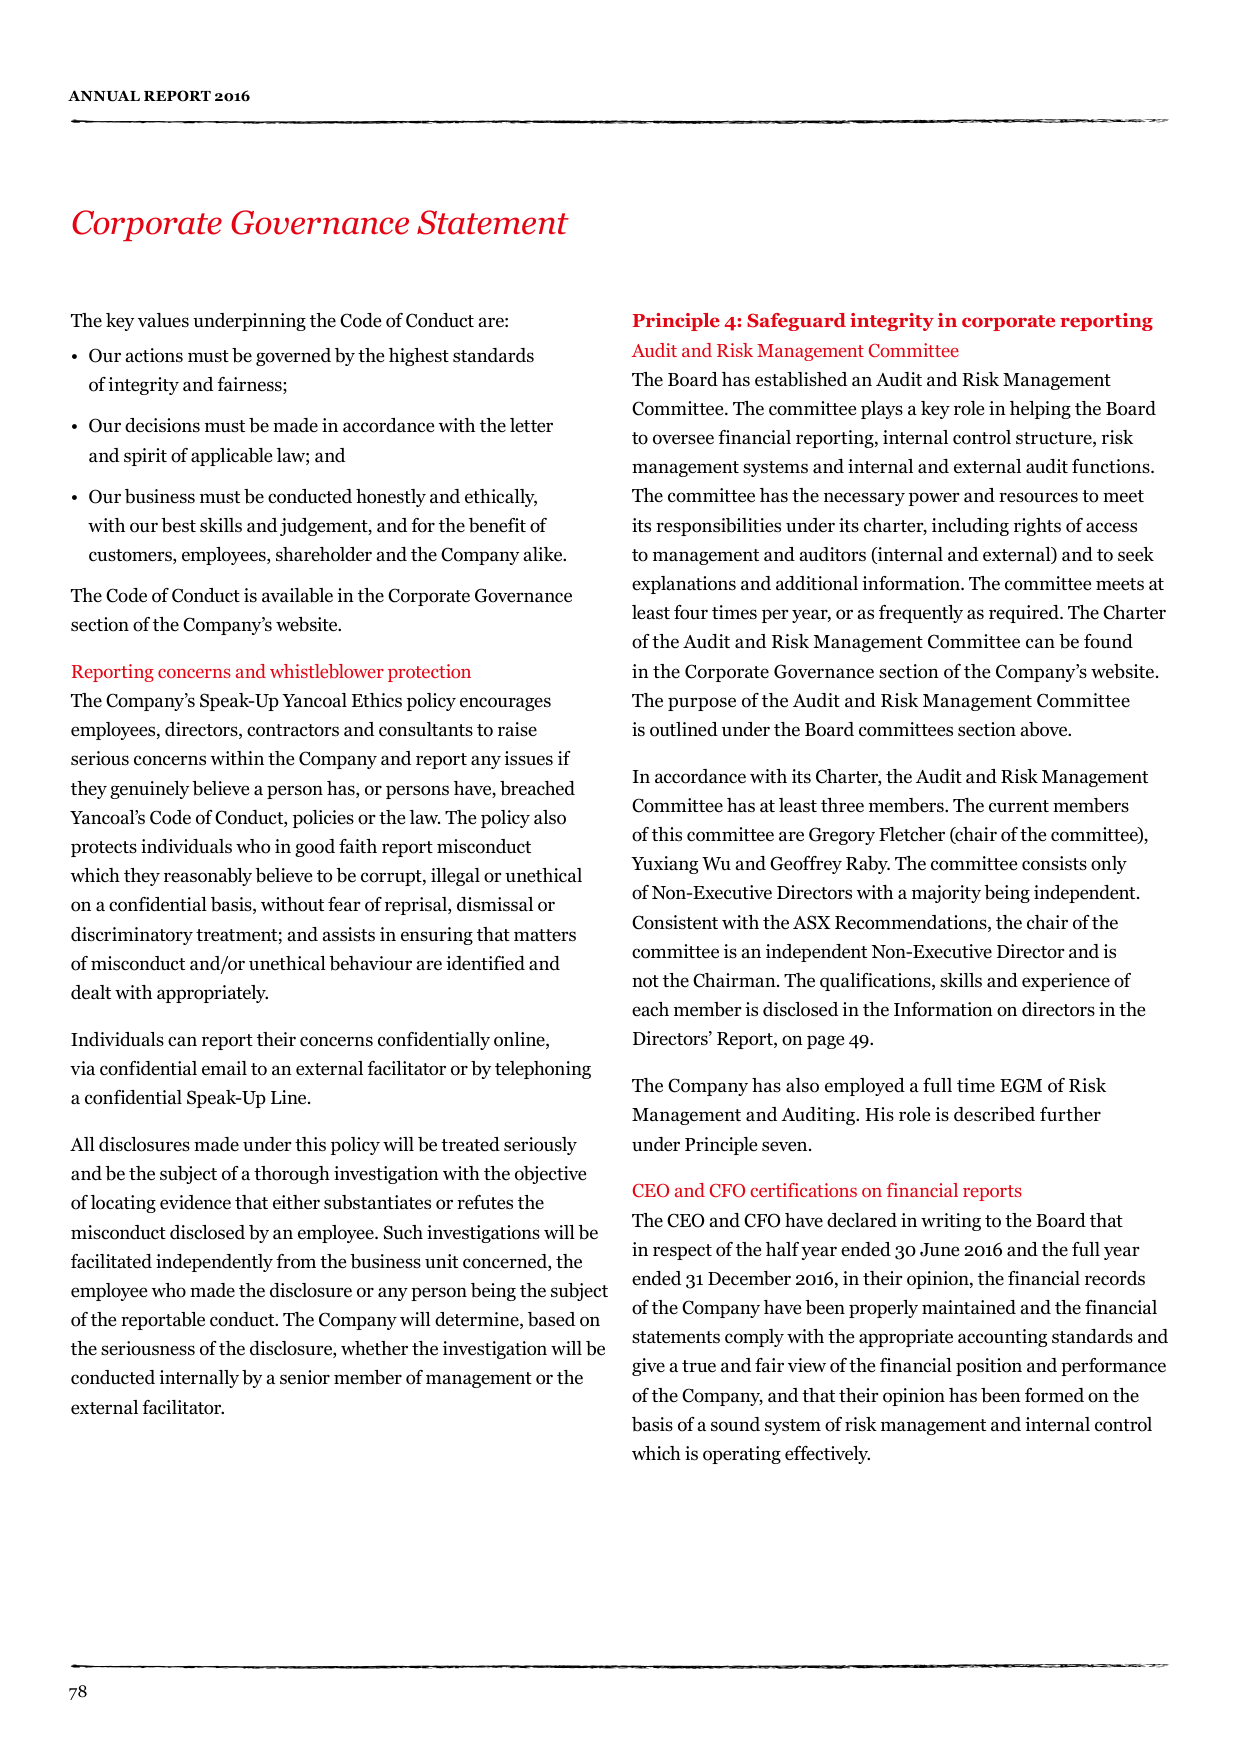 ANNUAL REPORT 2016
Corporate Governance Statement
The key values underpinning the Code of Conduct are:
• Our actions must be governed by the highest standards
of integrity and fairness;
• Our decisions must be made in accordance with the letter
and spirit of applicable law; and
• Our business must be conducted honestly and ethically,
with our best skills and judgement, and for the benefit of
customers, employees, shareholder and the Company alike.
The Code of Conduct is available in the Corporate Governance
section of the Company’s website.
Reporting concerns and whistleblower protection
The Company’s Speak-Up Yancoal Ethics policy encourages
employees, directors, contractors and consultants to raise
serious concerns within the Company and report any issues if
they genuinely believe a person has, or persons have, breached
Yancoal’s Code of Conduct, policies or the law. The policy also
protects individuals who in good faith report misconduct
which they reasonably believe to be corrupt, illegal or unethical
on a confidential basis, without fear of reprisal, dismissal or
discriminatory treatment; and assists in ensuring that matters
of misconduct and/or unethical behaviour are identified and
dealt with appropriately.
Individuals can report their concerns confidentially online,
via confidential email to an external facilitator or by telephoning
a confidential Speak-Up Line.
All disclosures made under this policy will be treated seriously
and be the subject of a thorough investigation with the objective
of locating evidence that either substantiates or refutes the
misconduct disclosed by an employee. Such investigations will be
facilitated independently from the business unit concerned, the
employee who made the disclosure or any person being the subject
of the reportable conduct. The Company will determine, based on
the seriousness of the disclosure, whether the investigation will be
conducted internally by a senior member of management or the
external facilitator.
Principle 4: Safeguard integrity in corporate reporting
Audit and Risk Management Committee
The Board has established an Audit and Risk Management
Committee. The committee plays a key role in helping the Board
to oversee financial reporting, internal control structure, risk
management systems and internal and external audit functions.
The committee has the necessary power and resources to meet
its responsibilities under its charter, including rights of access
to management and auditors (internal and external) and to seek
explanations and additional information. The committee meets at
least four times per year, or as frequently as required. The Charter
of the Audit and Risk Management Committee can be found
in the Corporate Governance section of the Company’s website.
The purpose of the Audit and Risk Management Committee
is outlined under the Board committees section above.
In accordance with its Charter, the Audit and Risk Management
Committee has at least three members. The current members
of this committee are Gregory Fletcher (chair of the committee),
Yuxiang Wu and Geoffrey Raby. The committee consists only
of Non-Executive Directors with a majority being independent.
Consistent with the ASX Recommendations, the chair of the
committee is an independent Non-Executive Director and is
not the Chairman. The qualifications, skills and experience of
each member is disclosed in the Information on directors in the
Directors’ Report, on page 49.
The Company has also employed a full time EGM of Risk
Management and Auditing. His role is described further
under Principle seven.
CEO and CFO certifications on financial reports
The CEO and CFO have declared in writing to the Board that
in respect of the half year ended 30 June 2016 and the full year
ended 31 December 2016, in their opinion, the financial records
of the Company have been properly maintained and the financial
statements comply with the appropriate accounting standards and
give a true and fair view of the financial position and performance
of the Company, and that their opinion has been formed on the
basis of a sound system of risk management and internal control
which is operating effectively.
78